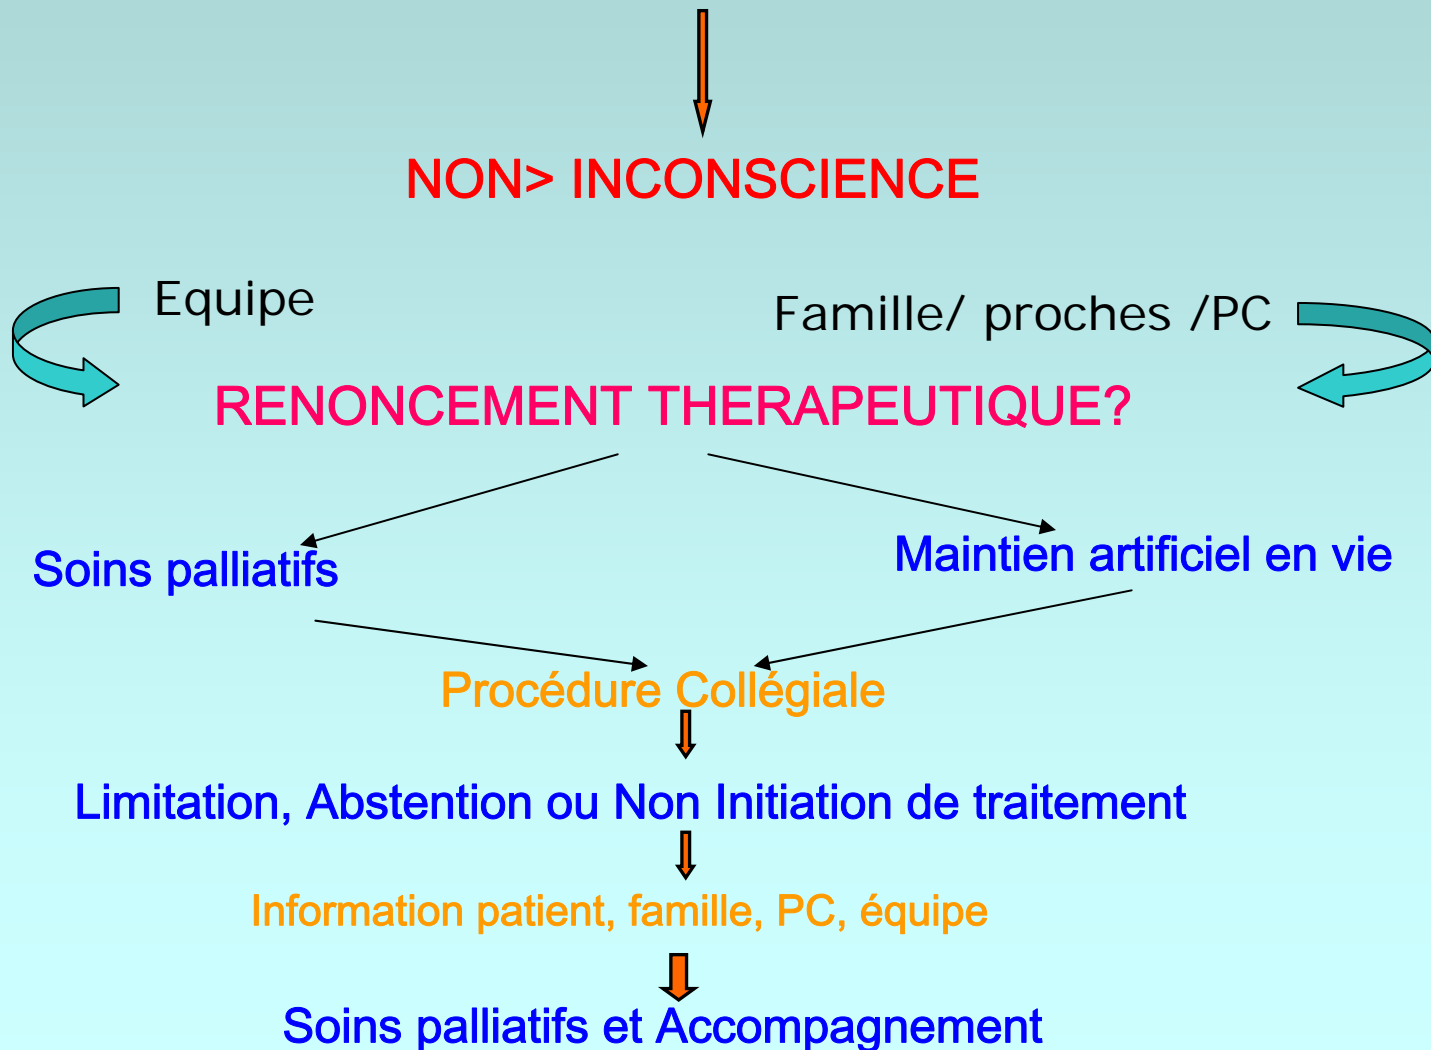 NON> INCONSCIENCE
Equipe
Famille/ proches /PC
RENONCEMENT THERAPEUTIQUE?
Soins palliatifs
Maintien artificiel en vie
Procédure Collégiale
Limitation, Abstention ou Non Initiation de traitement
Information patient, famille, PC, équipe
Soins palliatifs et Accompagnement